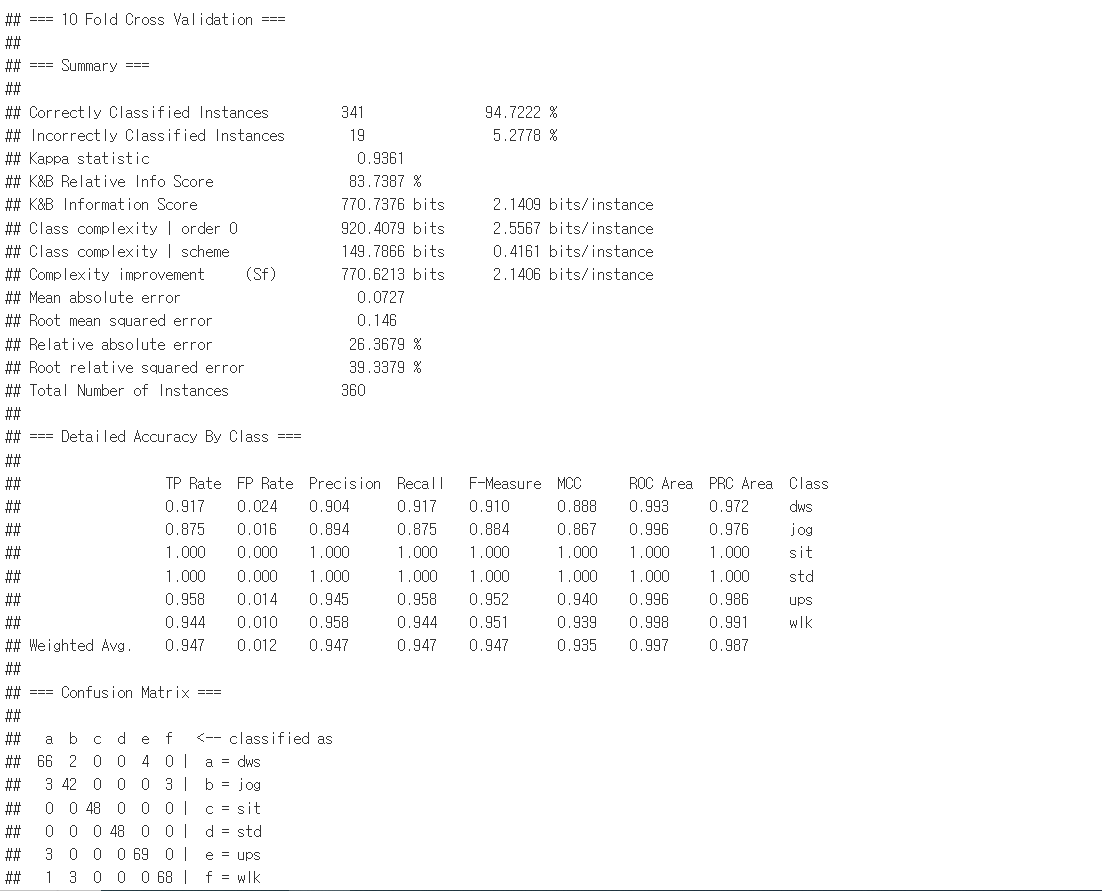 ## === 10 Fold Cross Validation ===
##
## === Summary ===
##
## Correctly Classified Instances         341               94.7222 %
## Incorrectly Classified Instances        19                5.2778 %
## Kappa statistic                          0.9361
## K&B Relative Info Score                 83.7387 %
## K&B Information Score                  770.7376 bits      2.1409 bits/instance
## Class complexity | order 0             920.4079 bits      2.5567 bits/instance
## Class complexity | scheme              149.7866 bits      0.4161 bits/instance
## Complexity improvement     (Sf)        770.6213 bits      2.1406 bits/instance
## Mean absolute error                      0.0727
## Root mean squared error                  0.146
## Relative absolute error                 26.3679 %
## Root relative squared error             39.3379 %
## Total Number of Instances              360
##
## === Detailed Accuracy By Class ===
##
##                  TP Rate  FP Rate  Precision  Recall   F-Measure  MCC      ROC Area  PRC Area  Class
##                  0.917    0.024    0.904      0.917    0.910      0.888    0.993     0.972     dws
##                  0.875    0.016    0.894      0.875    0.884      0.867    0.996     0.976     jog
##                  1.000    0.000    1.000      1.000    1.000      1.000    1.000     1.000     sit
##                  1.000    0.000    1.000      1.000    1.000      1.000    1.000     1.000     std
##                  0.958    0.014    0.945      0.958    0.952      0.940    0.996     0.986     ups
##                  0.944    0.010    0.958      0.944    0.951      0.939    0.998     0.991     wlk
## Weighted Avg.    0.947    0.012    0.947      0.947    0.947      0.935    0.997     0.987
##
## === Confusion Matrix ===
##
##   a  b  c  d  e  f   <-- classified as
##  66  2  0  0  4  0 |  a = dws
##   3 42  0  0  0  3 |  b = jog
##   0  0 48  0  0  0 |  c = sit
##   0  0  0 48  0  0 |  d = std
##   3  0  0  0 69  0 |  e = ups
##   1  3  0  0  0 68 |  f = wlk